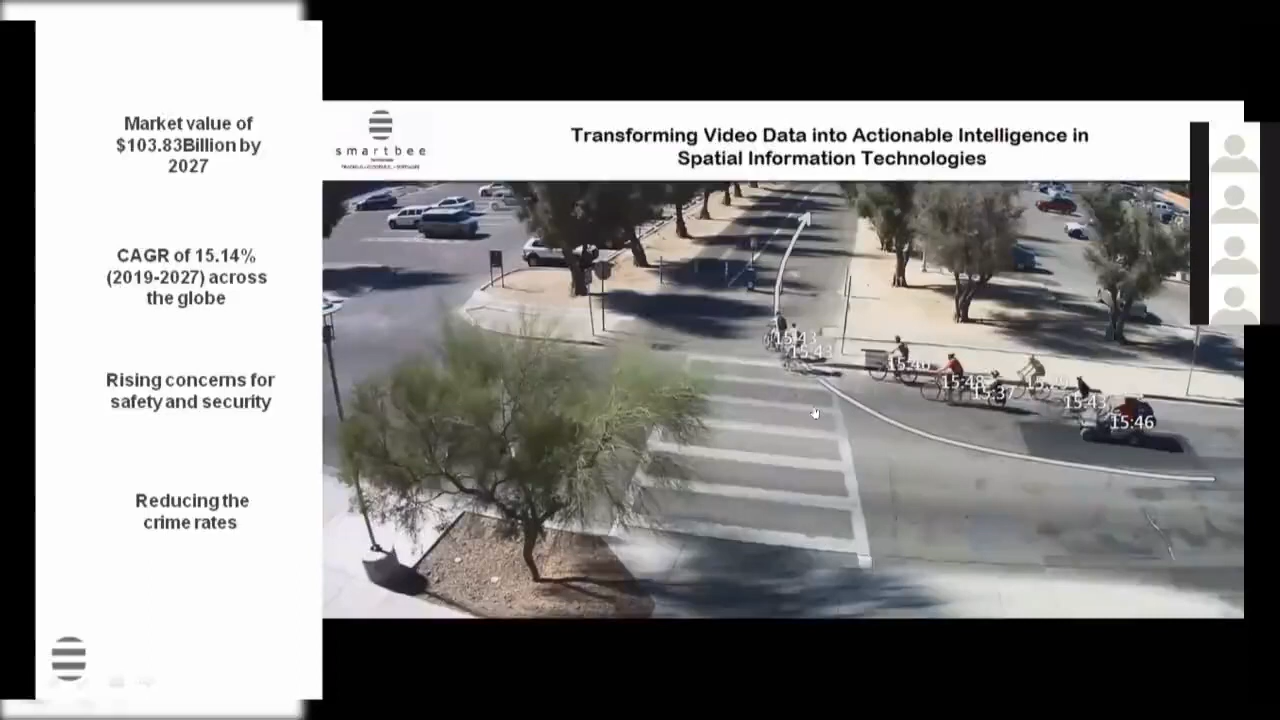 Market value of
$103.83Billion by
2027
CAGR of 15.14%
(2019-2027) across
the globe
Rising concerns for
safety and security
Reducing the
crime rates
smartbee
Transforming Video Data into Actionable Intelligence in
Spatial Information Technologies
15:43
15:43
15:48
15:37
15:43
15:46